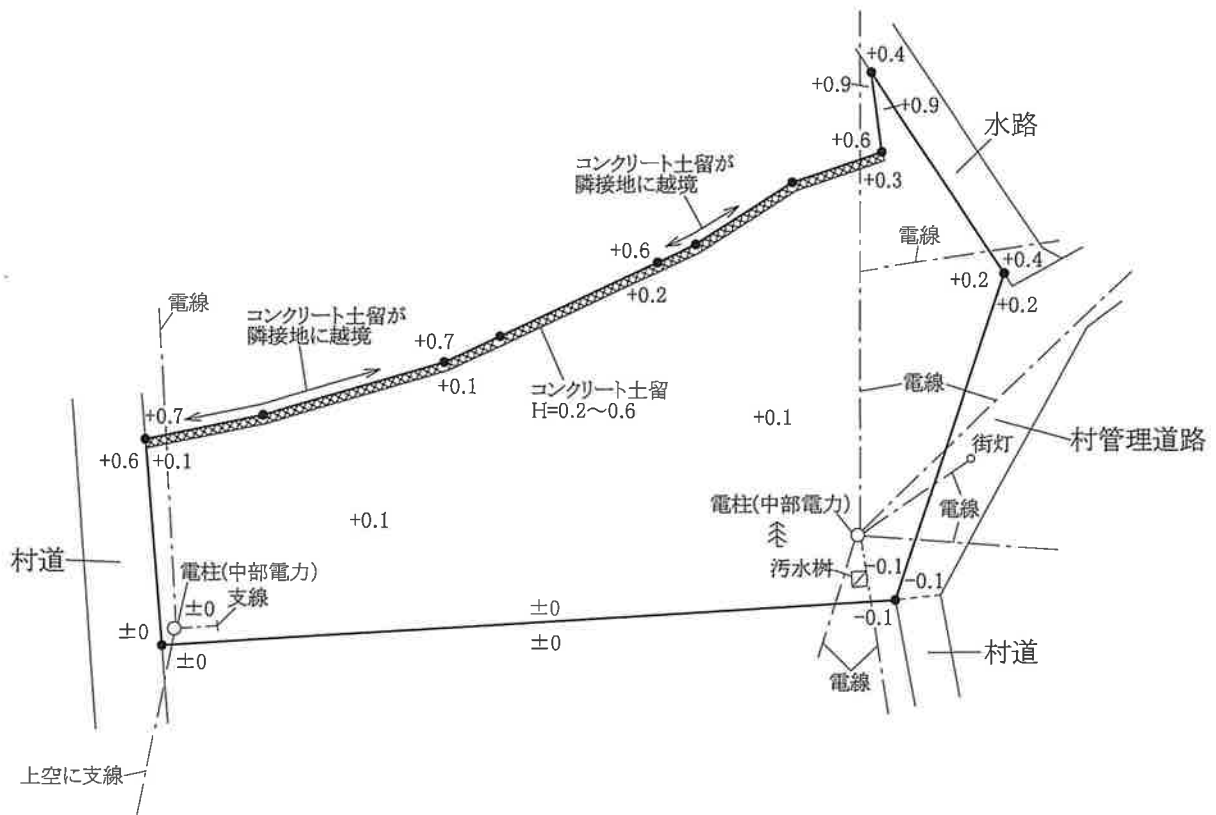 +0.4
+0.9
+0.9
水路
+0.6
コンクリート土留が
隣接地に越境
+0.3
電線
+0.6
+0.4
+0.2
+0.2
+0.2
電線
コンクリート土留が
隣接地に越境
+0.7
+0.1
コンクリート土留
H=0.2〜0.6
電線
+0.7
+0.1
村管理道路
街灯
+0.6
+0.1
電柱(中部電力)
電線
+0.1
村道
電柱(中部電力)
汚水桝
-0.1
-0.1
支線
±0
±0
-0.1
±0
±0
±0
村道
電線
上空に支線